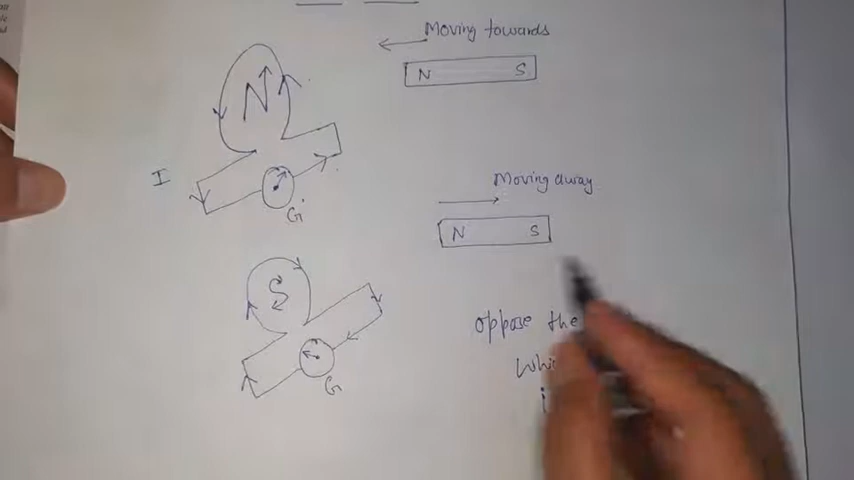 Moving towards
N S
N
I
G
Moving away
N S
S
G
oppose the